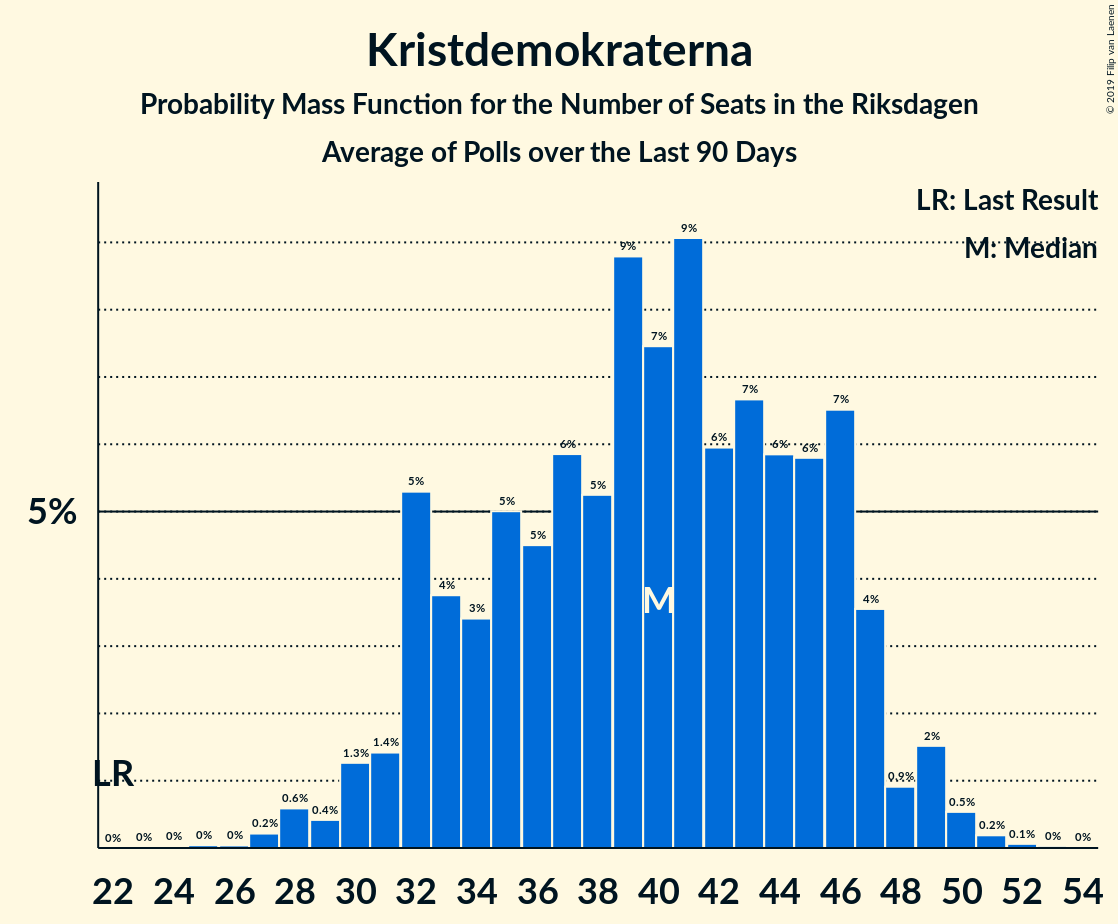 Kristdemokraterna
Probability Mass Function for the Number of Seats in the Riksdagen
Average of Polls over the Last 90 Days
© 2019 Filip van Laenen
LR: Last Result
M: Median
5%
LR
M
0% 0% 0% 0% 0% 0.2% 0.6% 0.4% 1.3% 1.4% 5% 4% 3% 5% 5% 6% 5% 9% 7% 9% 6% 7% 6% 6% 7% 4% 0.9% 2% 0.5% 0.2% 0.1% 0% 0%
22 24 26 28 30 32 34 36 38 40 42 44 46 48 50 52 54